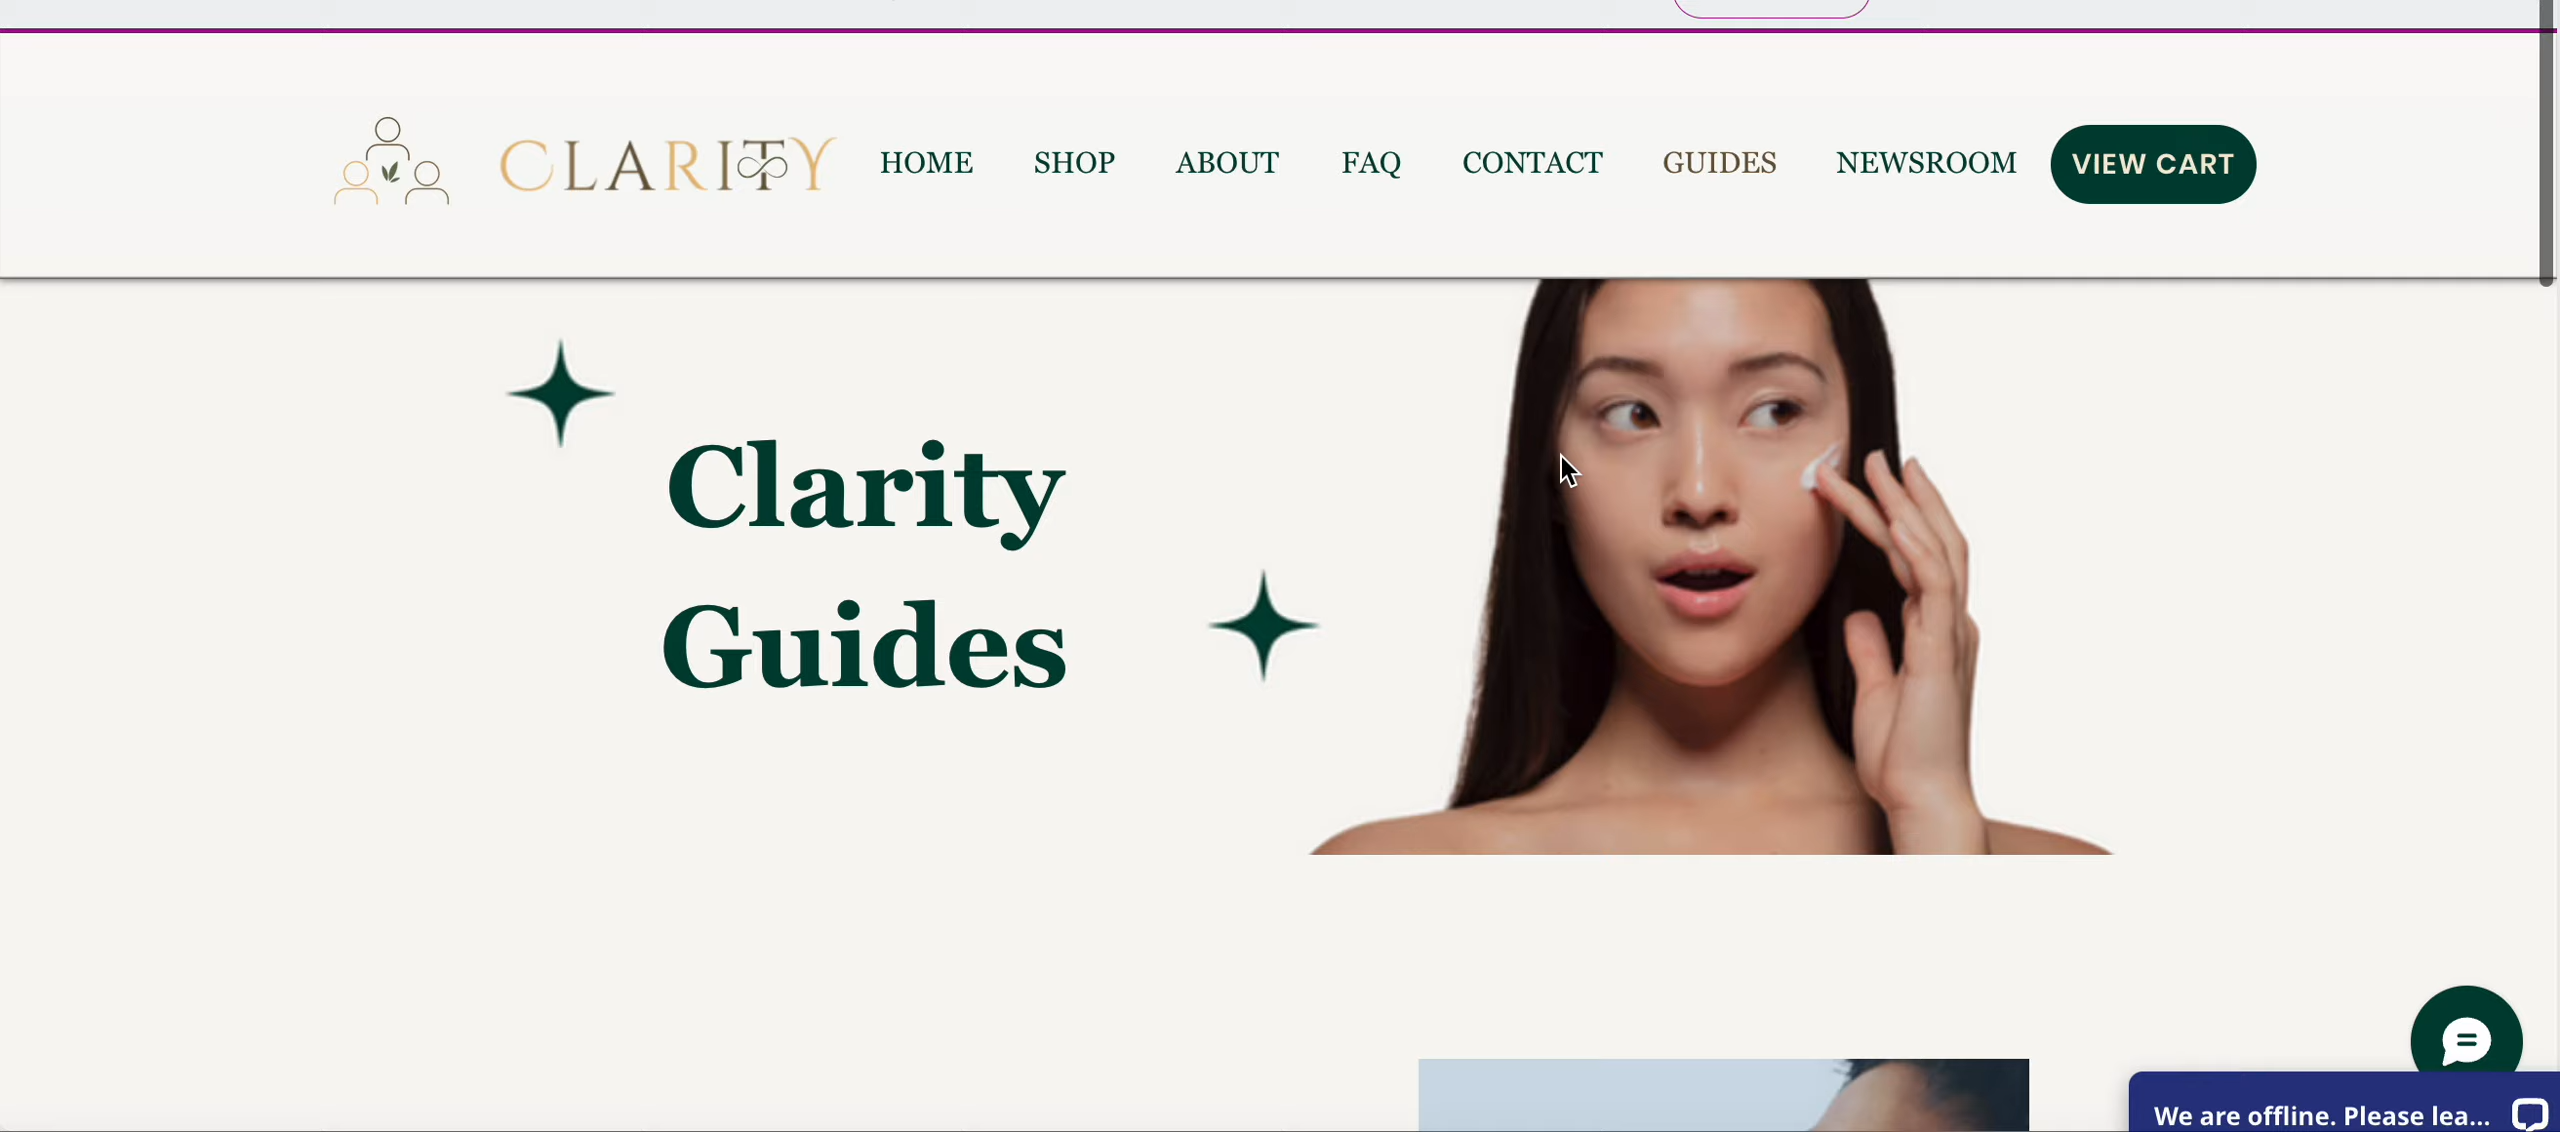 CLARITY
HOME SHOP ABOUT FAQ CONTACT GUIDES NEWSROOM VIEW CART
Clarity
Guides
We are offline. Please lea...